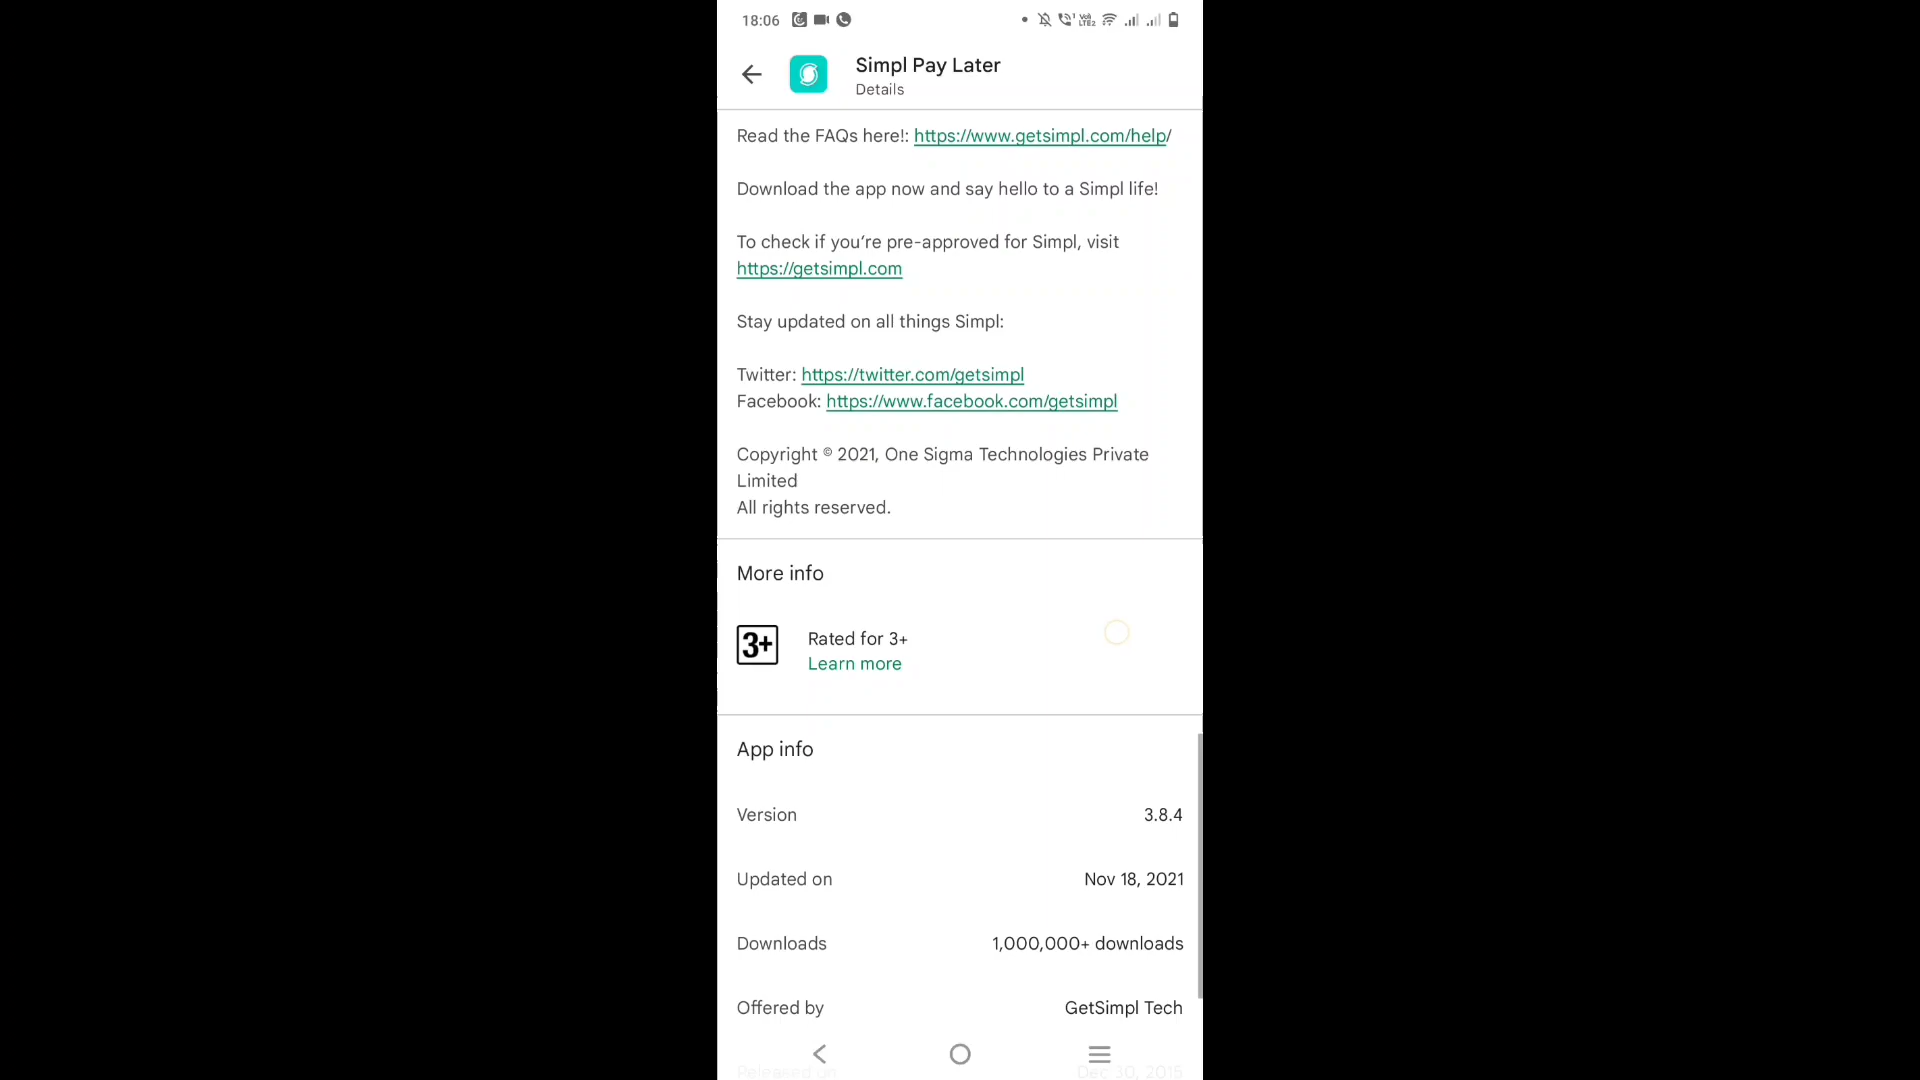 18:06
Simpl Pay Later
Details
Read the FAQs here!: https://www.getsimpl.com/help/
Download the app now and say hello to a Simpl life!
To check if you’re pre-approved for Simpl, visit
https://getsimpl.com
Stay updated on all things Simpl:
Twitter: https://twitter.com/getsimpl
Facebook: https://www.facebook.com/getsimpl
Copyright © 2021, One Sigma Technologies Private
Limited
All rights reserved.
More info
3+
Rated for 3+
Learn more
App info
Version 3.8.4
Updated on Nov 18, 2021
Downloads 1,000,000+ downloads
Offered by GetSimpl Tech
Released on